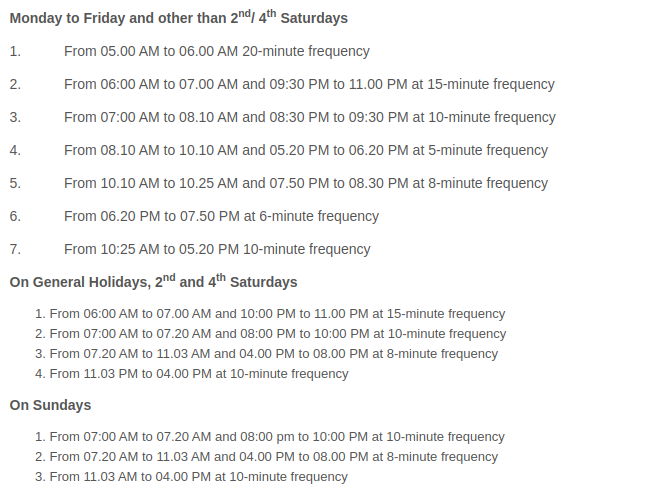 Monday to Friday and other than 2nd/ 4th Saturdays
1. From 05.00 AM to 06.00 AM 20-minute frequency
2. From 06:00 AM to 07.00 AM and 09:30 PM to 11.00 PM at 15-minute frequency
3. From 07:00 AM to 08.10 AM and 08:30 PM to 09:30 PM at 10-minute frequency
4. From 08.10 AM to 10.10 AM and 05.20 PM to 06.20 PM at 5-minute frequency
5. From 10.10 AM to 10.25 AM and 07.50 PM to 08.30 PM at 8-minute frequency
6. From 06.20 PM to 07.50 PM at 6-minute frequency
7. From 10:25 AM to 05.20 PM 10-minute frequency
On General Holidays, 2nd and 4th Saturdays
1. From 06:00 AM to 07.00 AM and 10:00 PM to 11.00 PM at 15-minute frequency
2. From 07:00 AM to 07.20 AM and 08:00 PM to 10:00 PM at 10-minute frequency
3. From 07.20 AM to 11.03 AM and 04.00 PM to 08.00 PM at 8-minute frequency
4. From 11.03 PM to 04.00 PM at 10-minute frequency
On Sundays
1. From 07:00 AM to 07.20 AM and 08:00 pm to 10:00 PM at 10-minute frequency
2. From 07.20 AM to 11.03 AM and 04.00 PM to 08.00 PM at 8-minute frequency
3. From 11.03 AM to 04.00 PM at 10-minute frequency